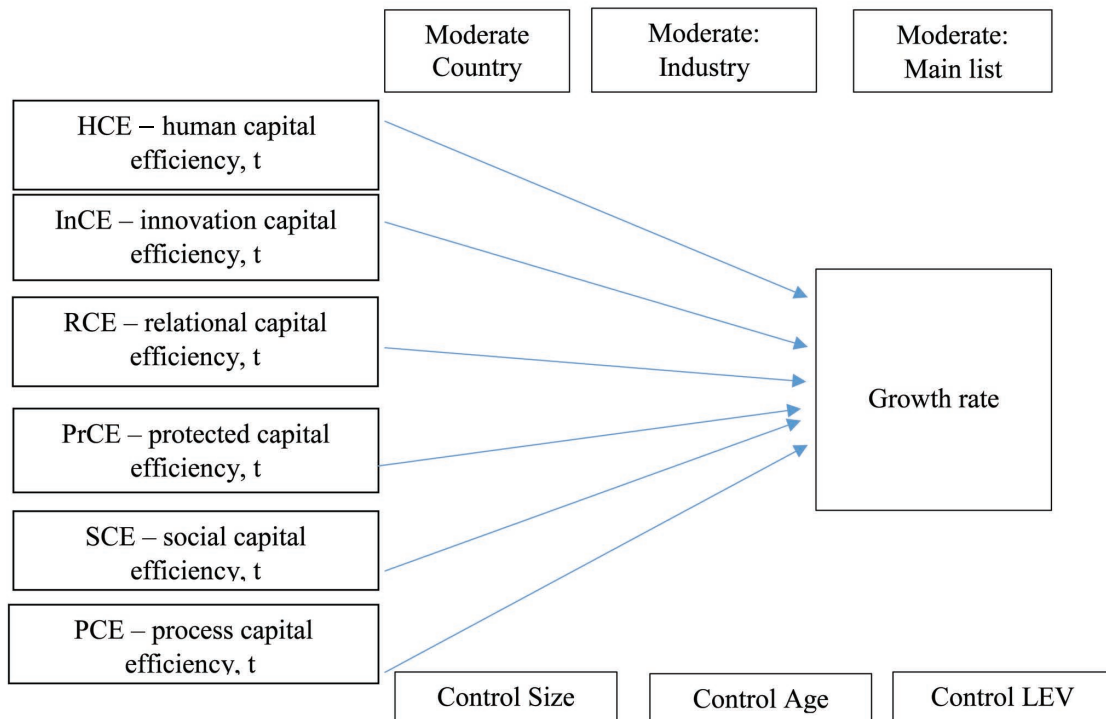 Moderate
Country
Moderate:
Industry
Moderate:
Main list
HCE – human capital
efficiency, t
InCE – innovation capital
efficiency, t
RCE – relational capital
efficiency, t
PrCE – protected capital
efficiency, t
SCE – social capital
efficiency, t
PCE – process capital
efficiency, t
Growth rate
Control Size
Control Age
Control LEV